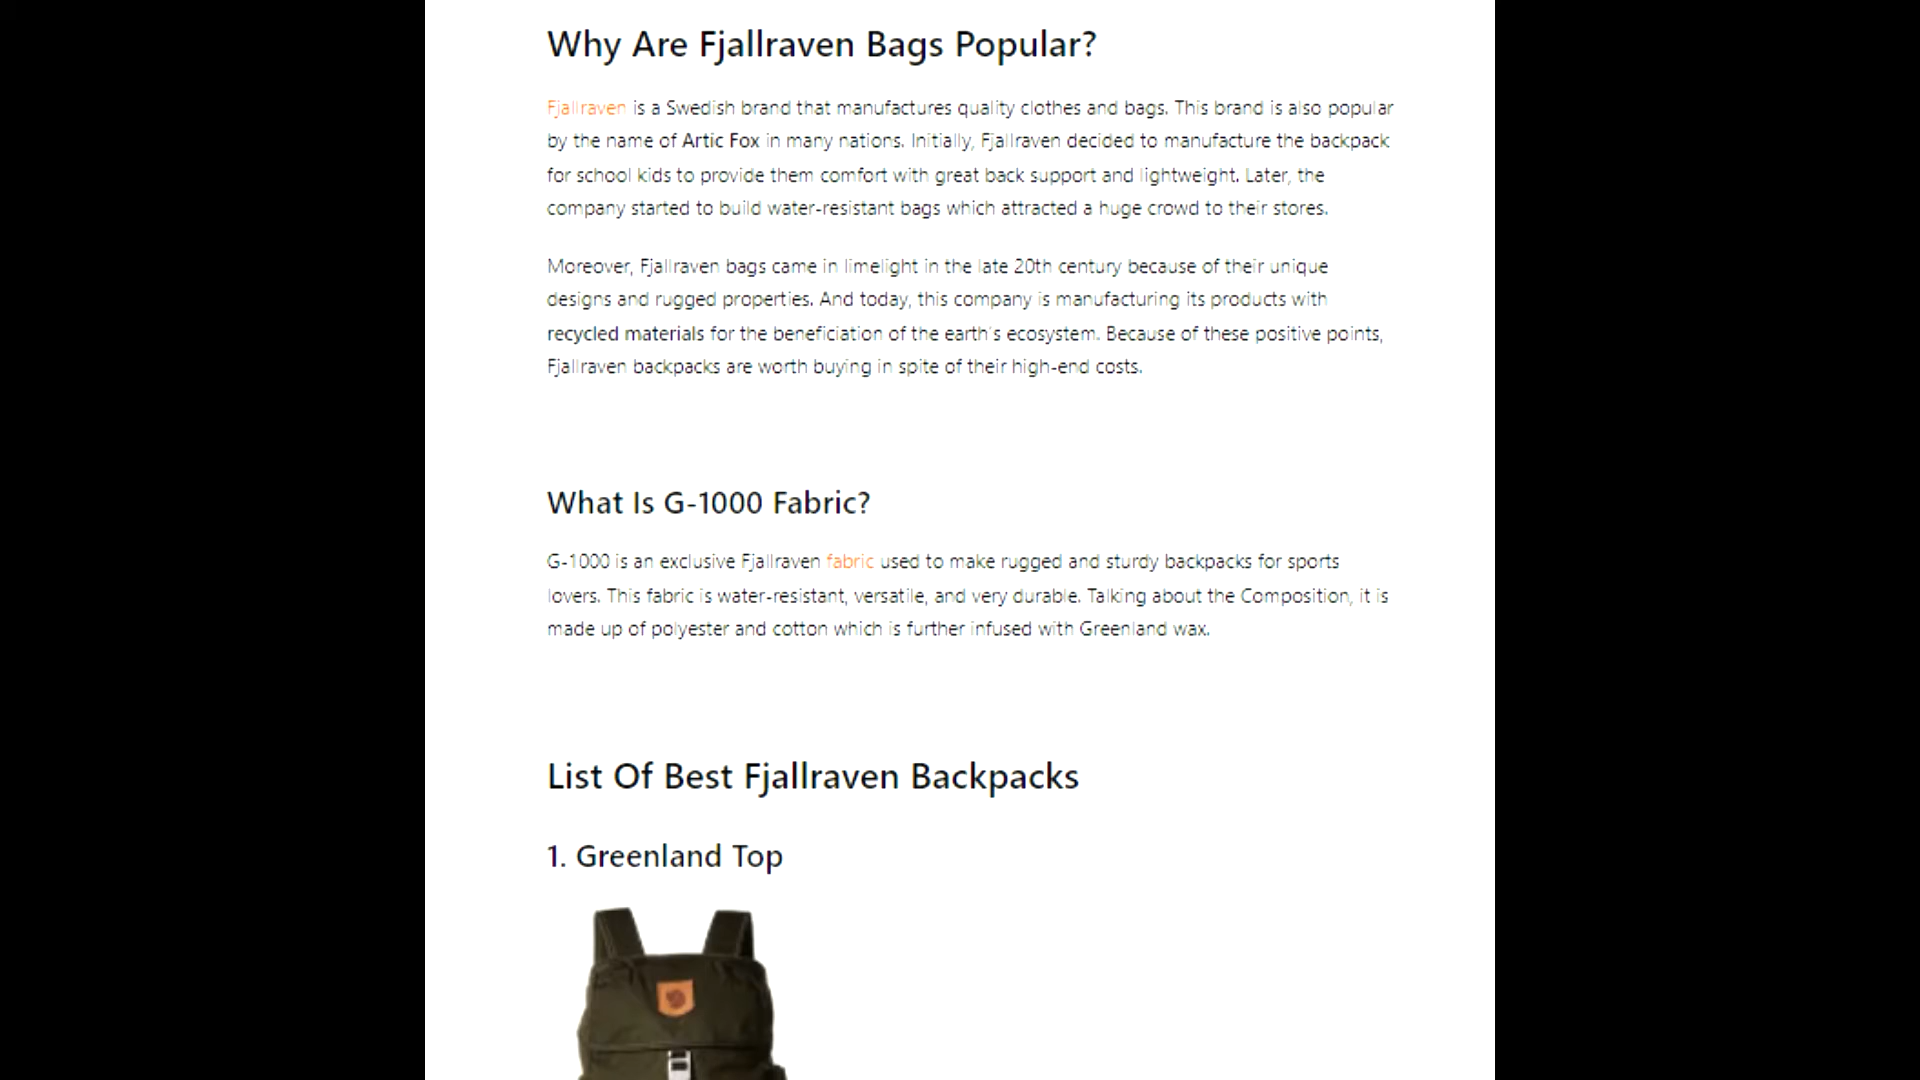 Why Are Fjallraven Bags Popular?
Fjallraven is a Swedish brand that manufactures quality clothes and bags. This brand is also popular
by the name of Artic Fox in many nations. Initially, Fjallraven decided to manufacture the backpack
for school kids to provide them comfort with great back support and lightweight. Later, the
company started to build water-resistant bags which attracted a huge crowd to their stores.
Moreover, Fjallraven bags came in limelight in the late 20th century because of their unique
designs and rugged properties. And today, this company is manufacturing its products with
recycled materials for the beneficiation of the earth's ecosystem. Because of these positive points,
Fjallraven backpacks are worth buying in spite of their high-end costs.
What Is G-1000 Fabric?
G-1000 is an exclusive Fjallraven fabric used to make rugged and sturdy backpacks for sports
lovers. This fabric is water-resistant, versatile, and very durable. Talking about the Composition, it is
made up of polyester and cotton which is further infused with Greenland wax.
List Of Best Fjallraven Backpacks
1. Greenland Top